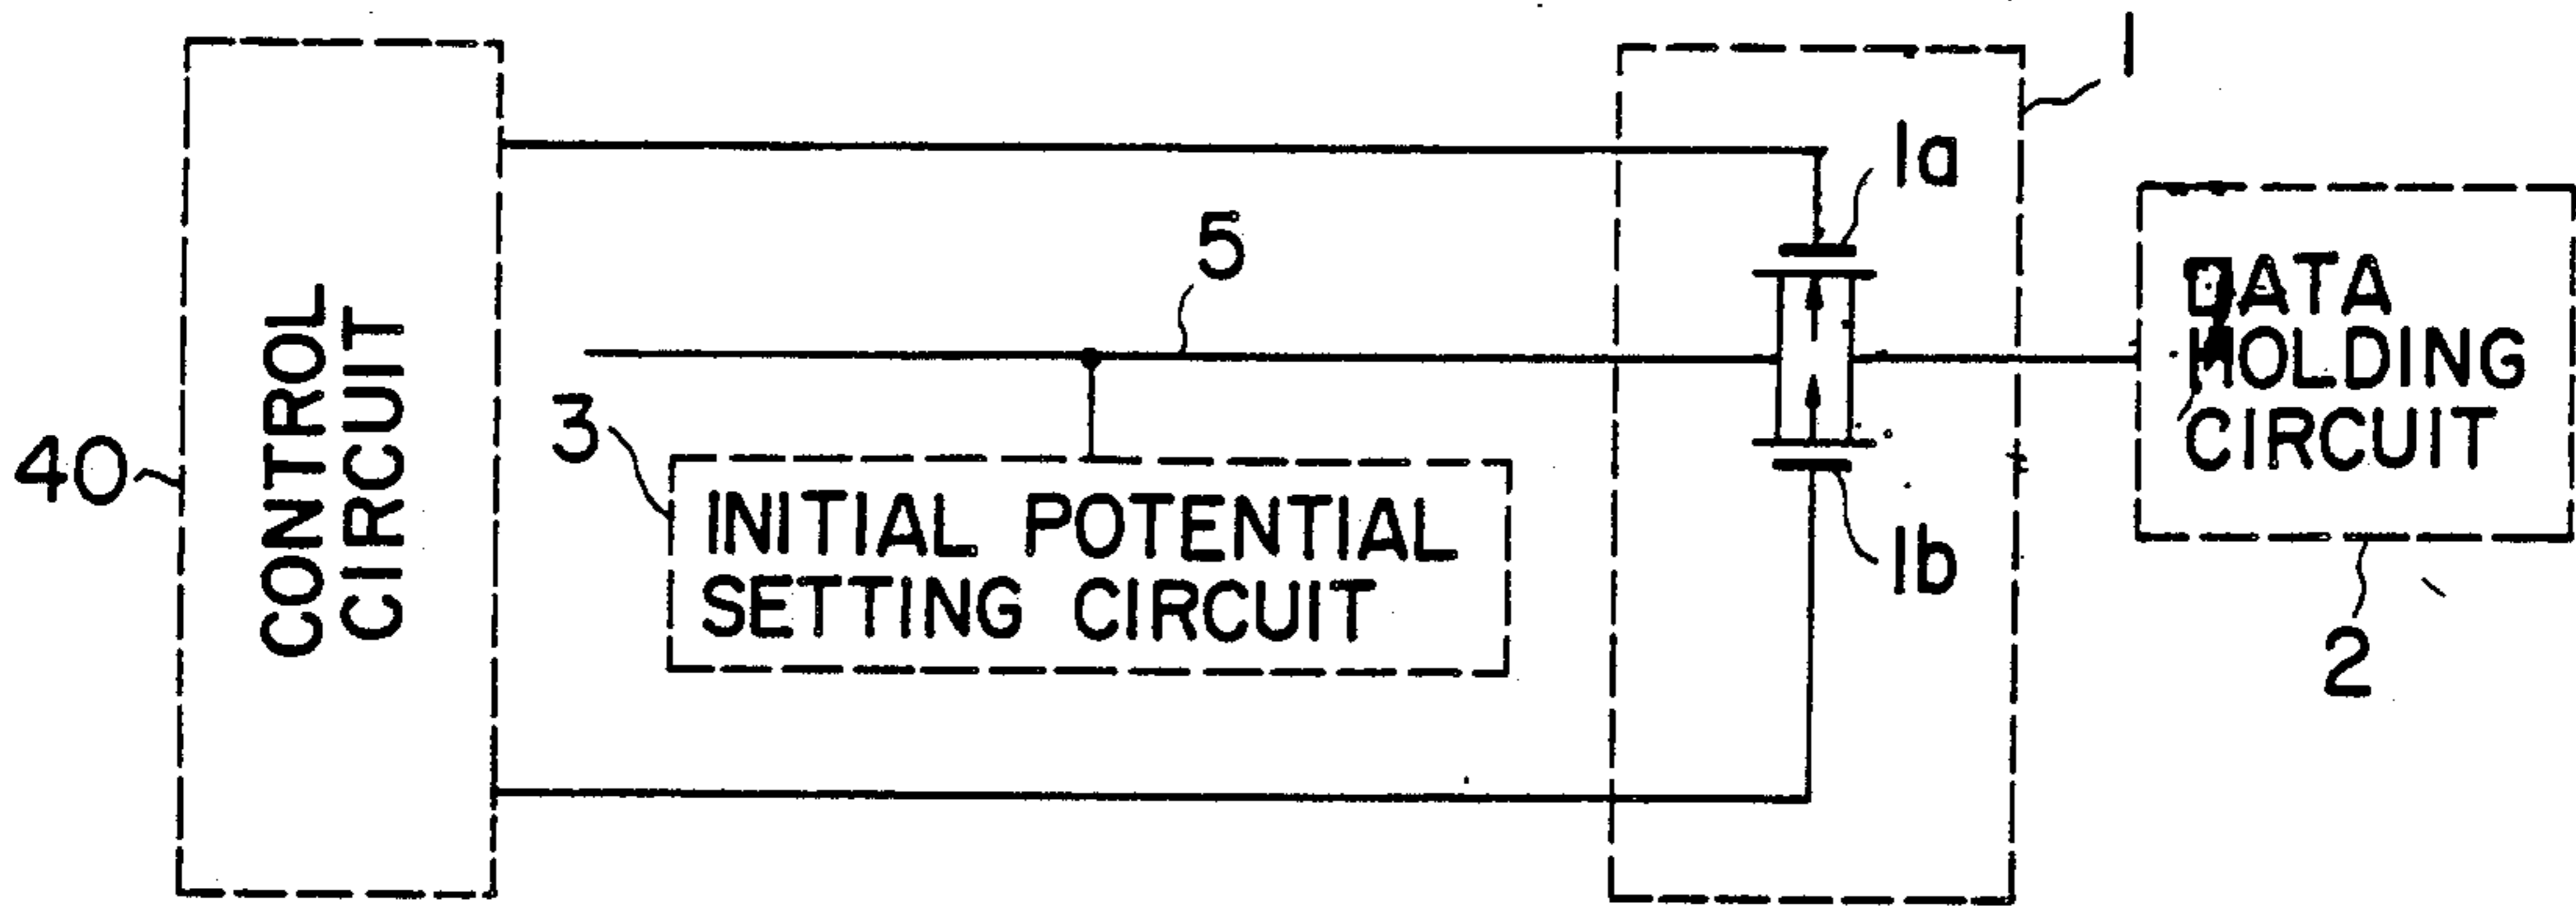 1
1a
5
CONTROL
CIRCUIT
DATA
HOLDING
CIRCUIT
3
40
INITIAL POTENTIAL
SETTING CIRCUIT
1b
2